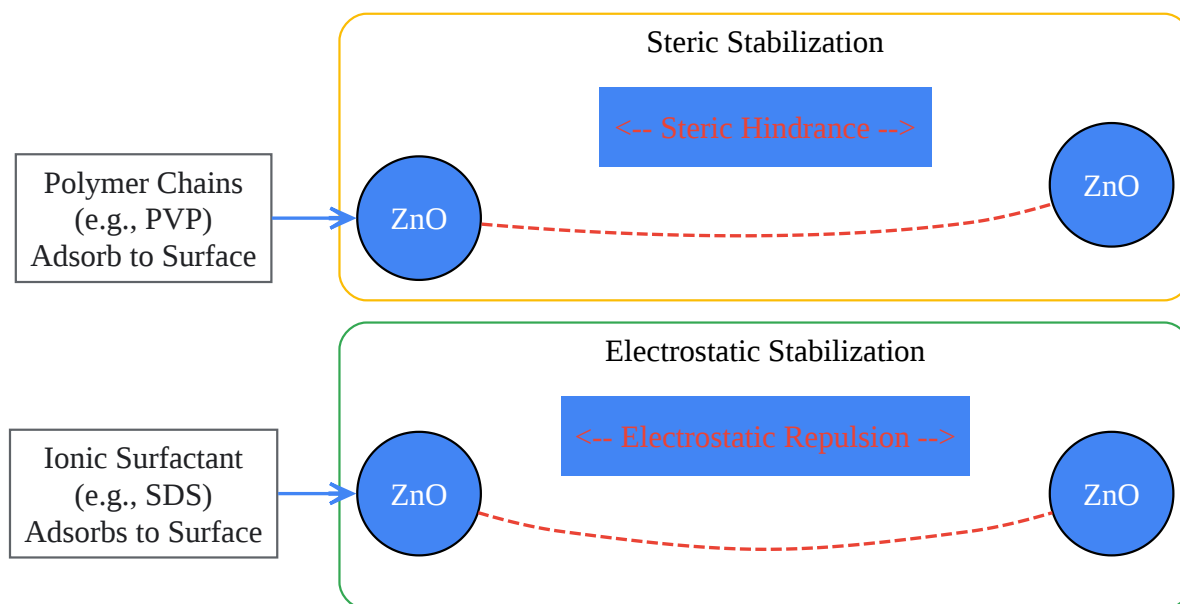 Steric Stabilization
<-- Steric Hindrance -->
Polymer Chains
(e.g., PVP)
Adsorb to Surface
ZnO
ZnO
Electrostatic Stabilization
<-- Electrostatic Repulsion -->
Ionic Surfactant
(e.g., SDS)
Adsorbs to Surface
ZnO
ZnO